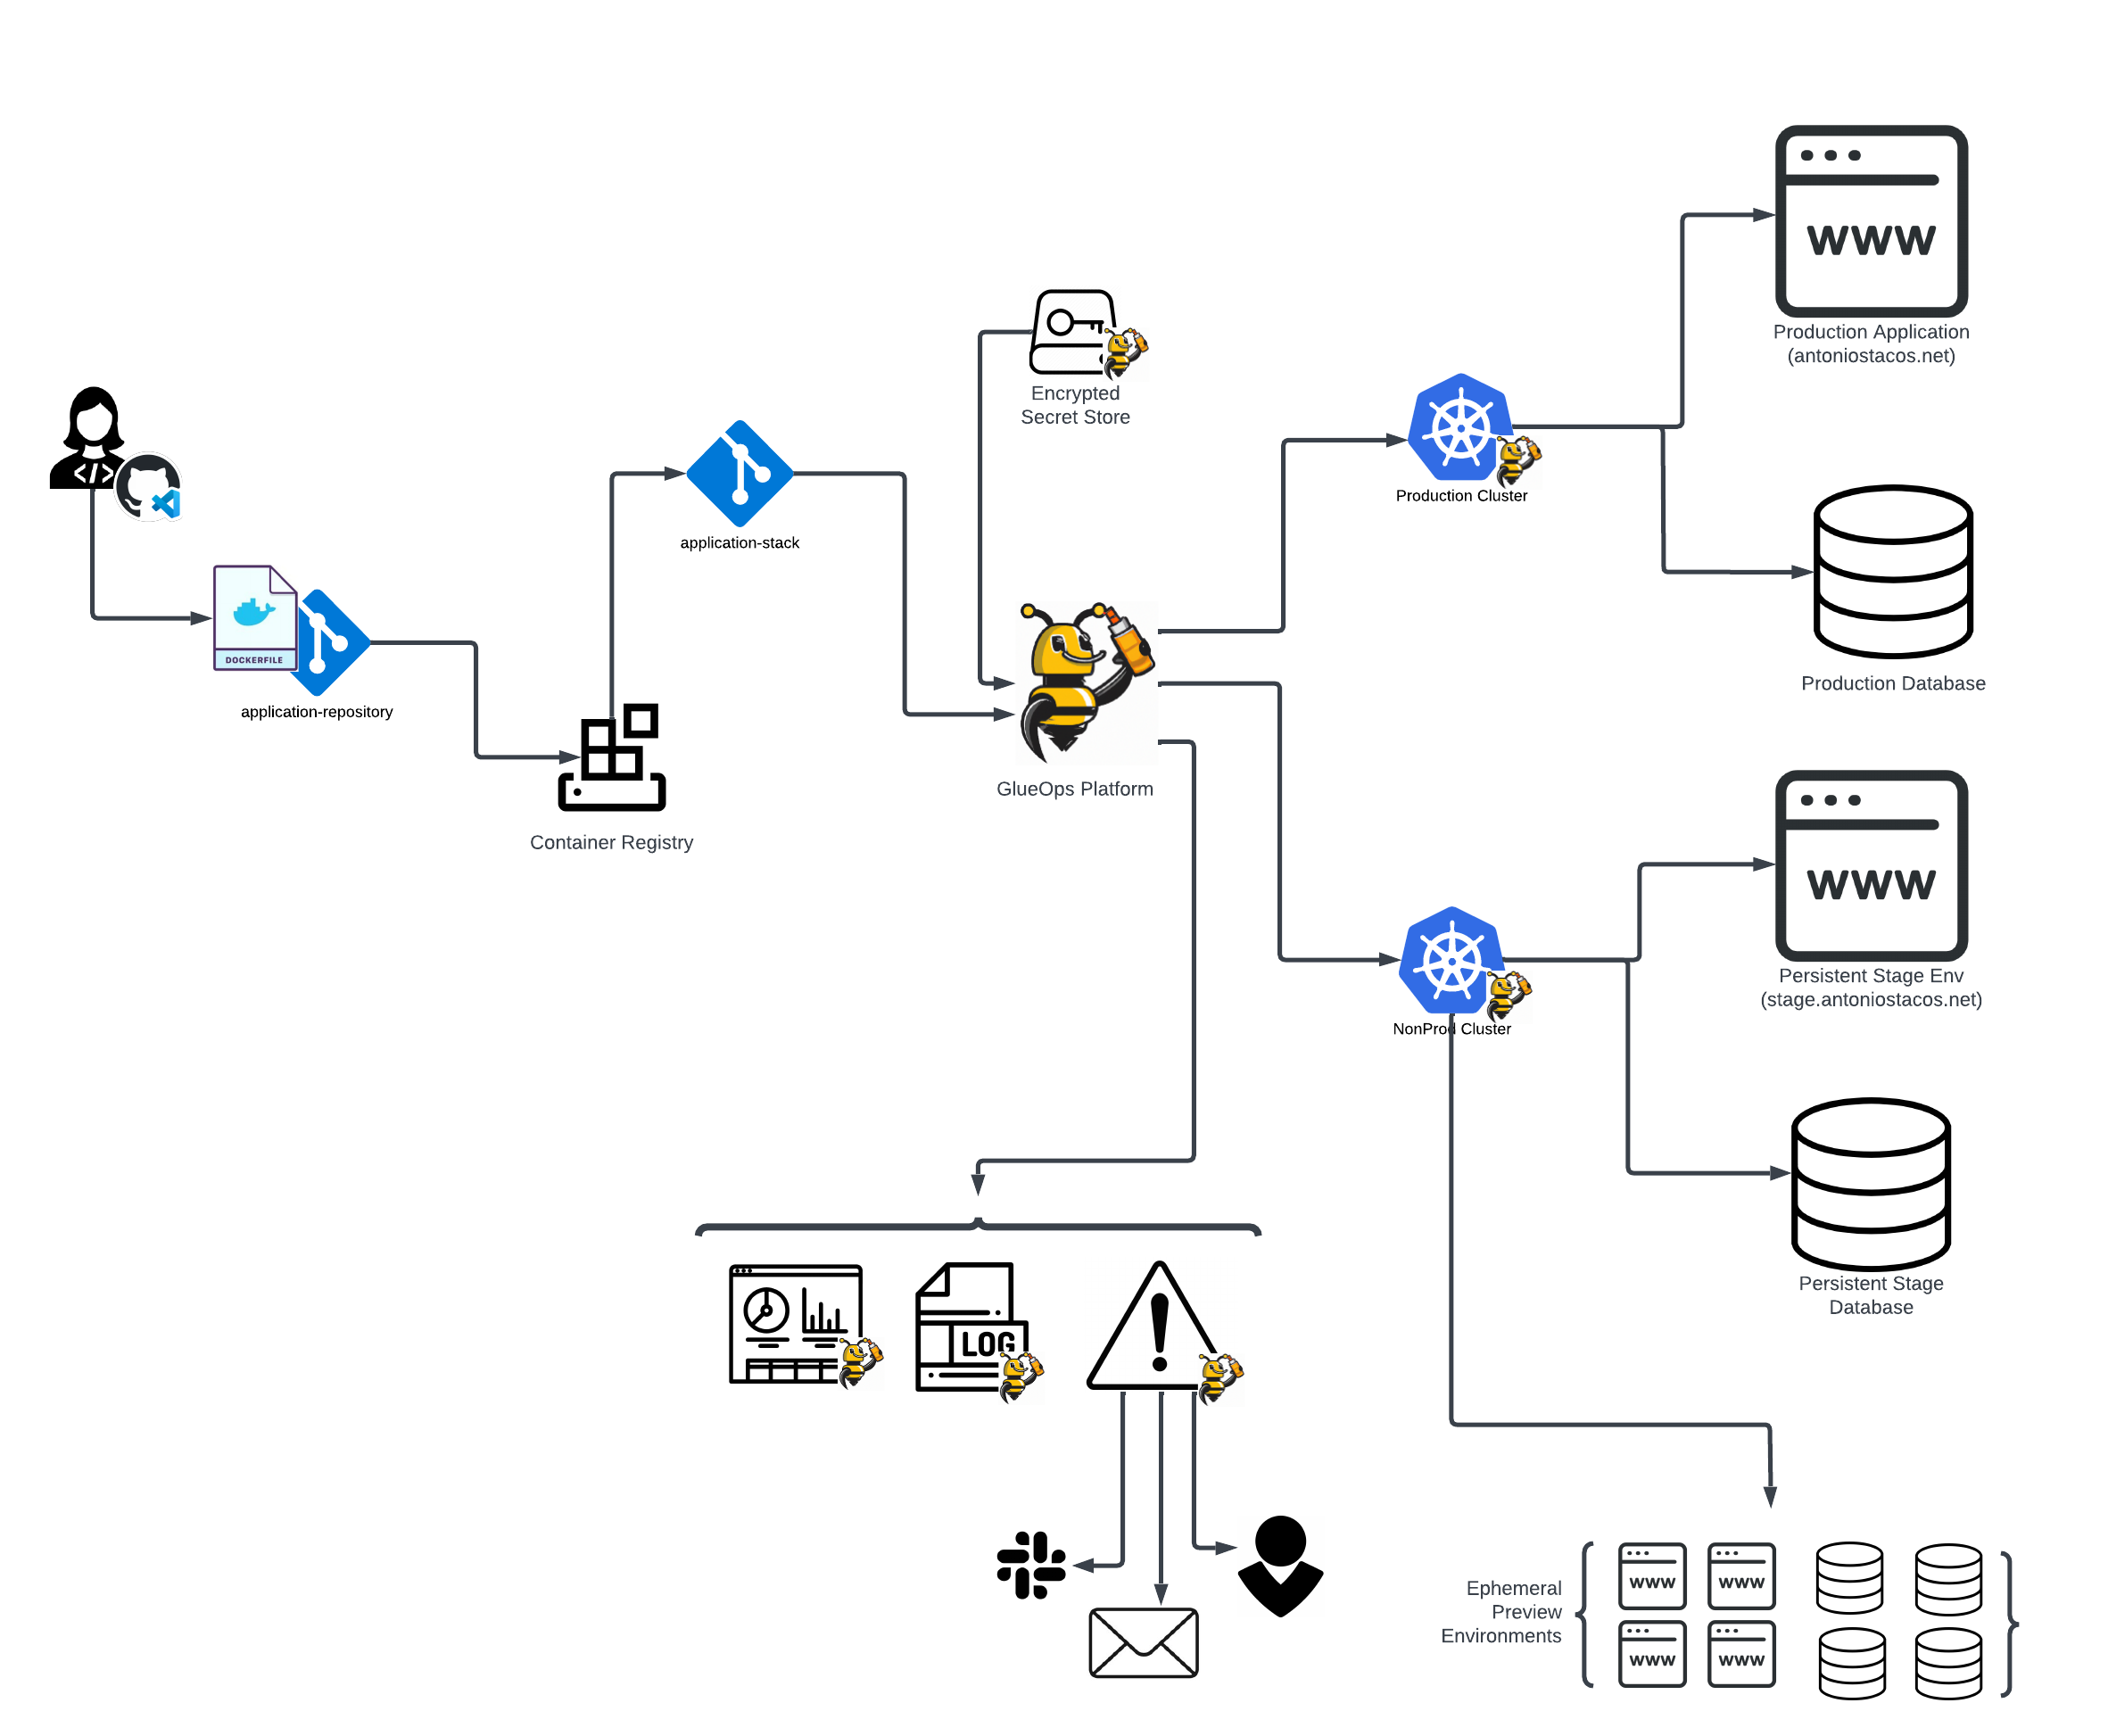 DOCKERFILE
application-repository
Container Registry
application-stack
Encrypted
Secret Store
GlueOps Platform
Production Cluster
www
Production Application
(antoniostacos.net)
Production Database
NonProd Cluster
www
Persistent Stage Env
(stage.antoniostacos.net)
Persistent Stage
Database
LOG
Ephemeral
Preview
Environments
www
www
www
www